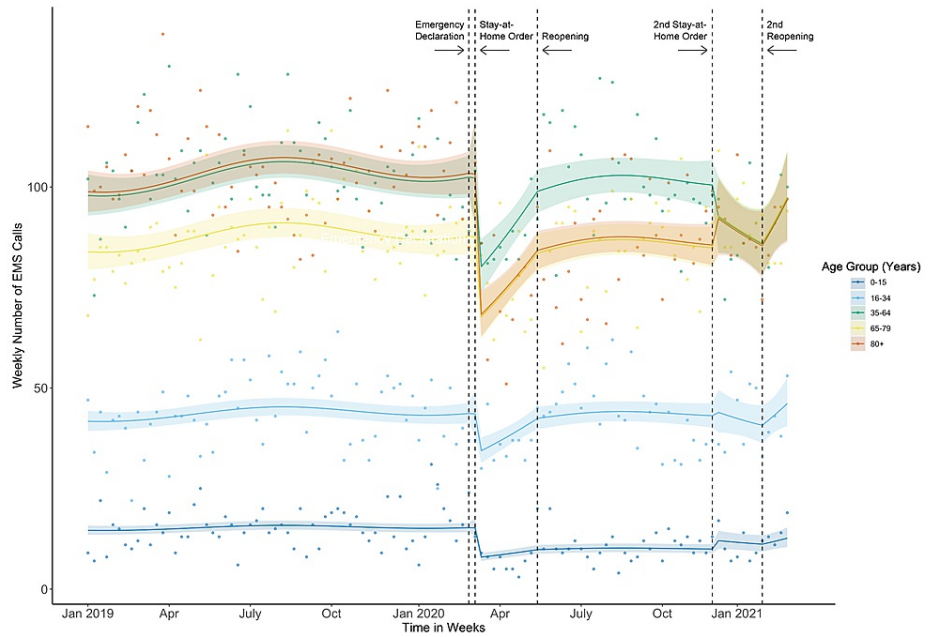 Emergency
Declaration
Stay-at-
Home Order
Reopening
2nd Stay-at-
Home Order
2nd
Reopening
Weekly Number of EMS Calls
100
50
0
Jan 2019
Apr
July
Oct
Jan 2020
Apr
July
Oct
Jan 2021
Time in Weeks
Age Group (Years)
0-15
16-34
35-64
65-79
80+